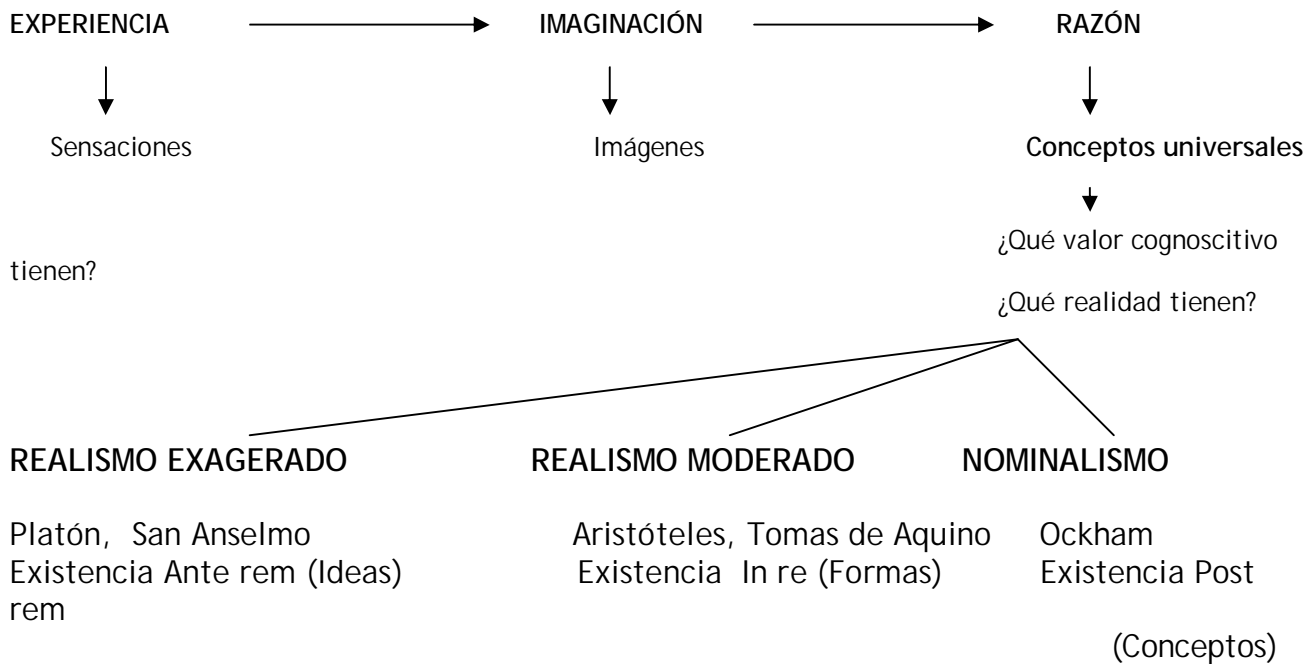 EXPERIENCIA IMAGINACIÓN RAZÓN
Sensaciones Imágenes Conceptos universales
¿Qué valor cognoscitivo
tienen?
¿Qué realidad tienen?
REALISMO EXAGERADO REALISMO MODERADO NOMINALISMO
Platón, San Anselmo Aristóteles, Tomas de Aquino Ockham
Existencia Ante rem (Ideas) Existencia In re (Formas) Existencia Post
rem
(Conceptos)